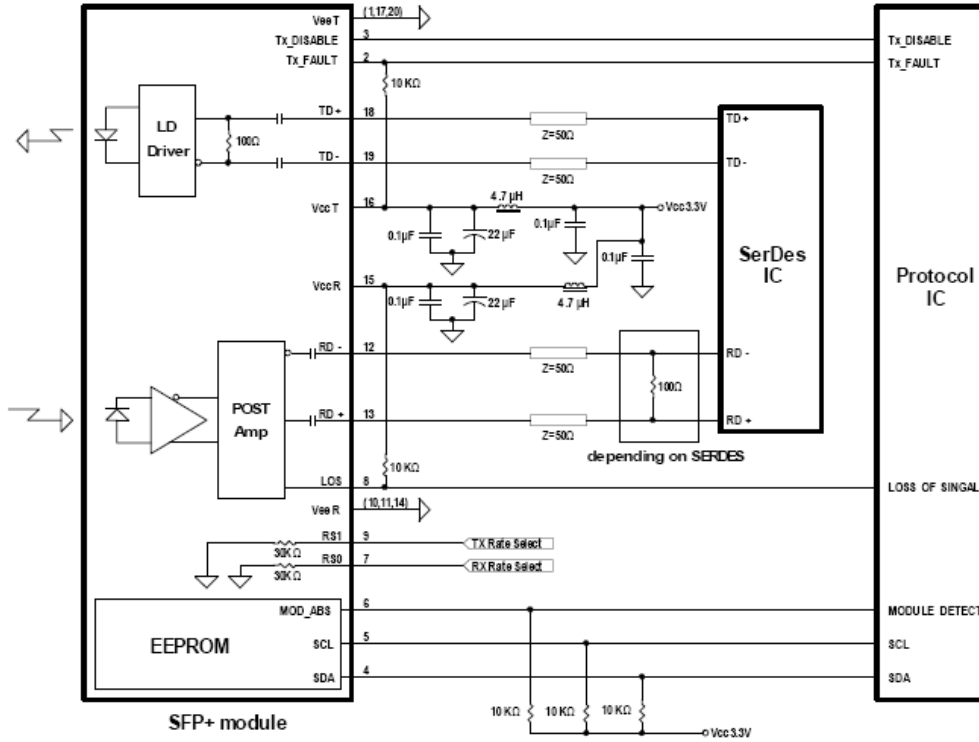 VeeT (1,17,20)
Tx_DISABLE 3 Tx_DISABLE
Tx_FAULT 2 Tx_FAULT
10 KΩ
LD Driver
100Ω
TD+ 18 TD+
Z=50Ω
TD- 19 TD-
Z=50Ω
4.7 μH
VccT 16 Vcc3.3V
0.1μF 22 μF 0.1μF
0.1μF
SerDes IC
Protocol IC
VccR 15
0.1μF 22 μF 4.7 μH
RD - 12 RD -
Z=50Ω
100Ω
POST Amp
RD + 13 RD +
Z=50Ω
depending on SERDES
10 KΩ
LOS 8 LOSS OF SINGAL
VeeR (10,11,14)
RS1 9 TX Rate Select
30KΩ
RS0 7 RX Rate Select
30KΩ
MOD_ABS 6 MODULE DETECT
EEPROM
SCL 5 SCL
SDA 4 SDA
10 KΩ 10 KΩ 10 KΩ
Vcc3.3V
SFP+ module